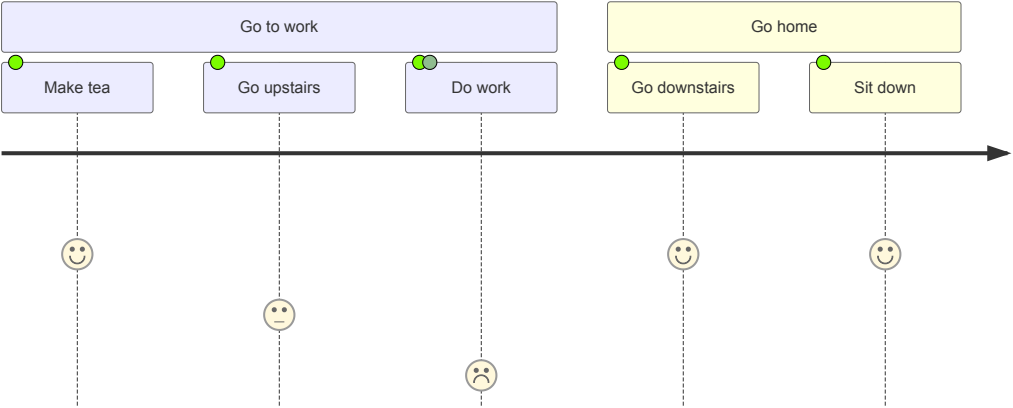 Go to work
Go home
Make tea
Go upstairs
Do work
Go downstairs
Sit down